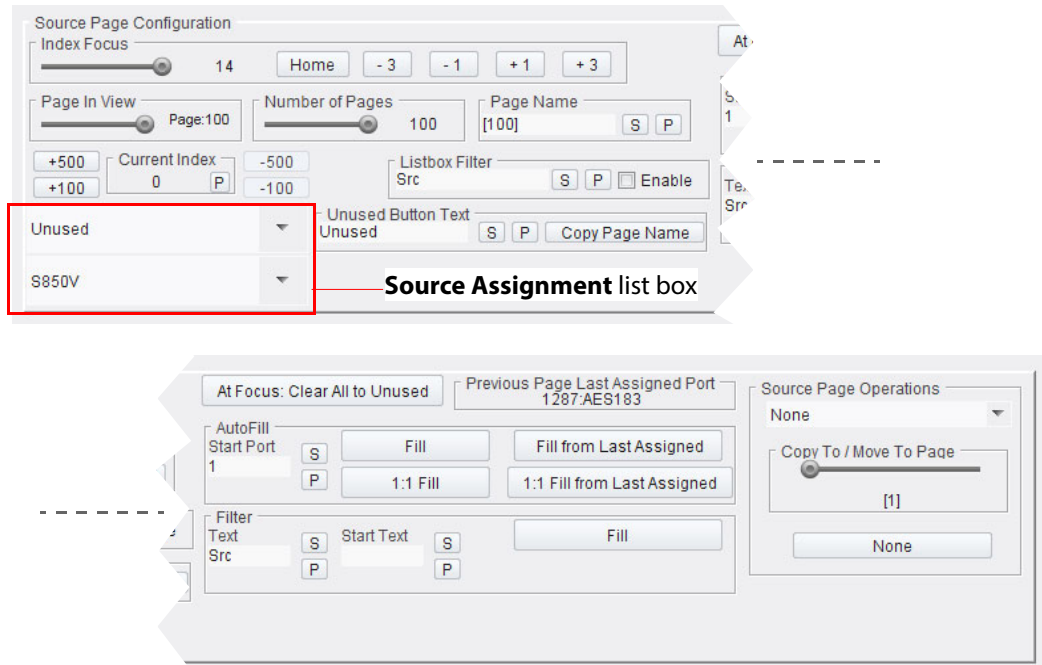 Source Page Configuration
Index Focus
14 Home - 3 - 1 + 1 + 3
At
Page In View
Page:100
Number of Pages
100
Page Name
[100] S P
S
1
+500
+100
Current Index
0 P
-500
-100
Listbox Filter
Src S P Enable
Te
Src
Unused
Unused Button Text
Unused S P Copy Page Name
S850V
Source Assignment list box
At Focus: Clear All to Unused
Previous Page Last Assigned Port
1287:AES183
Source Page Operations
None
AutoFill
Start Port
1
S
P
Fill
Fill from Last Assigned
1:1 Fill
1:1 Fill from Last Assigned
Copy To / Move To Page
[1]
None
Filter
Text
Src
S
P
Start Text
S
P
Fill